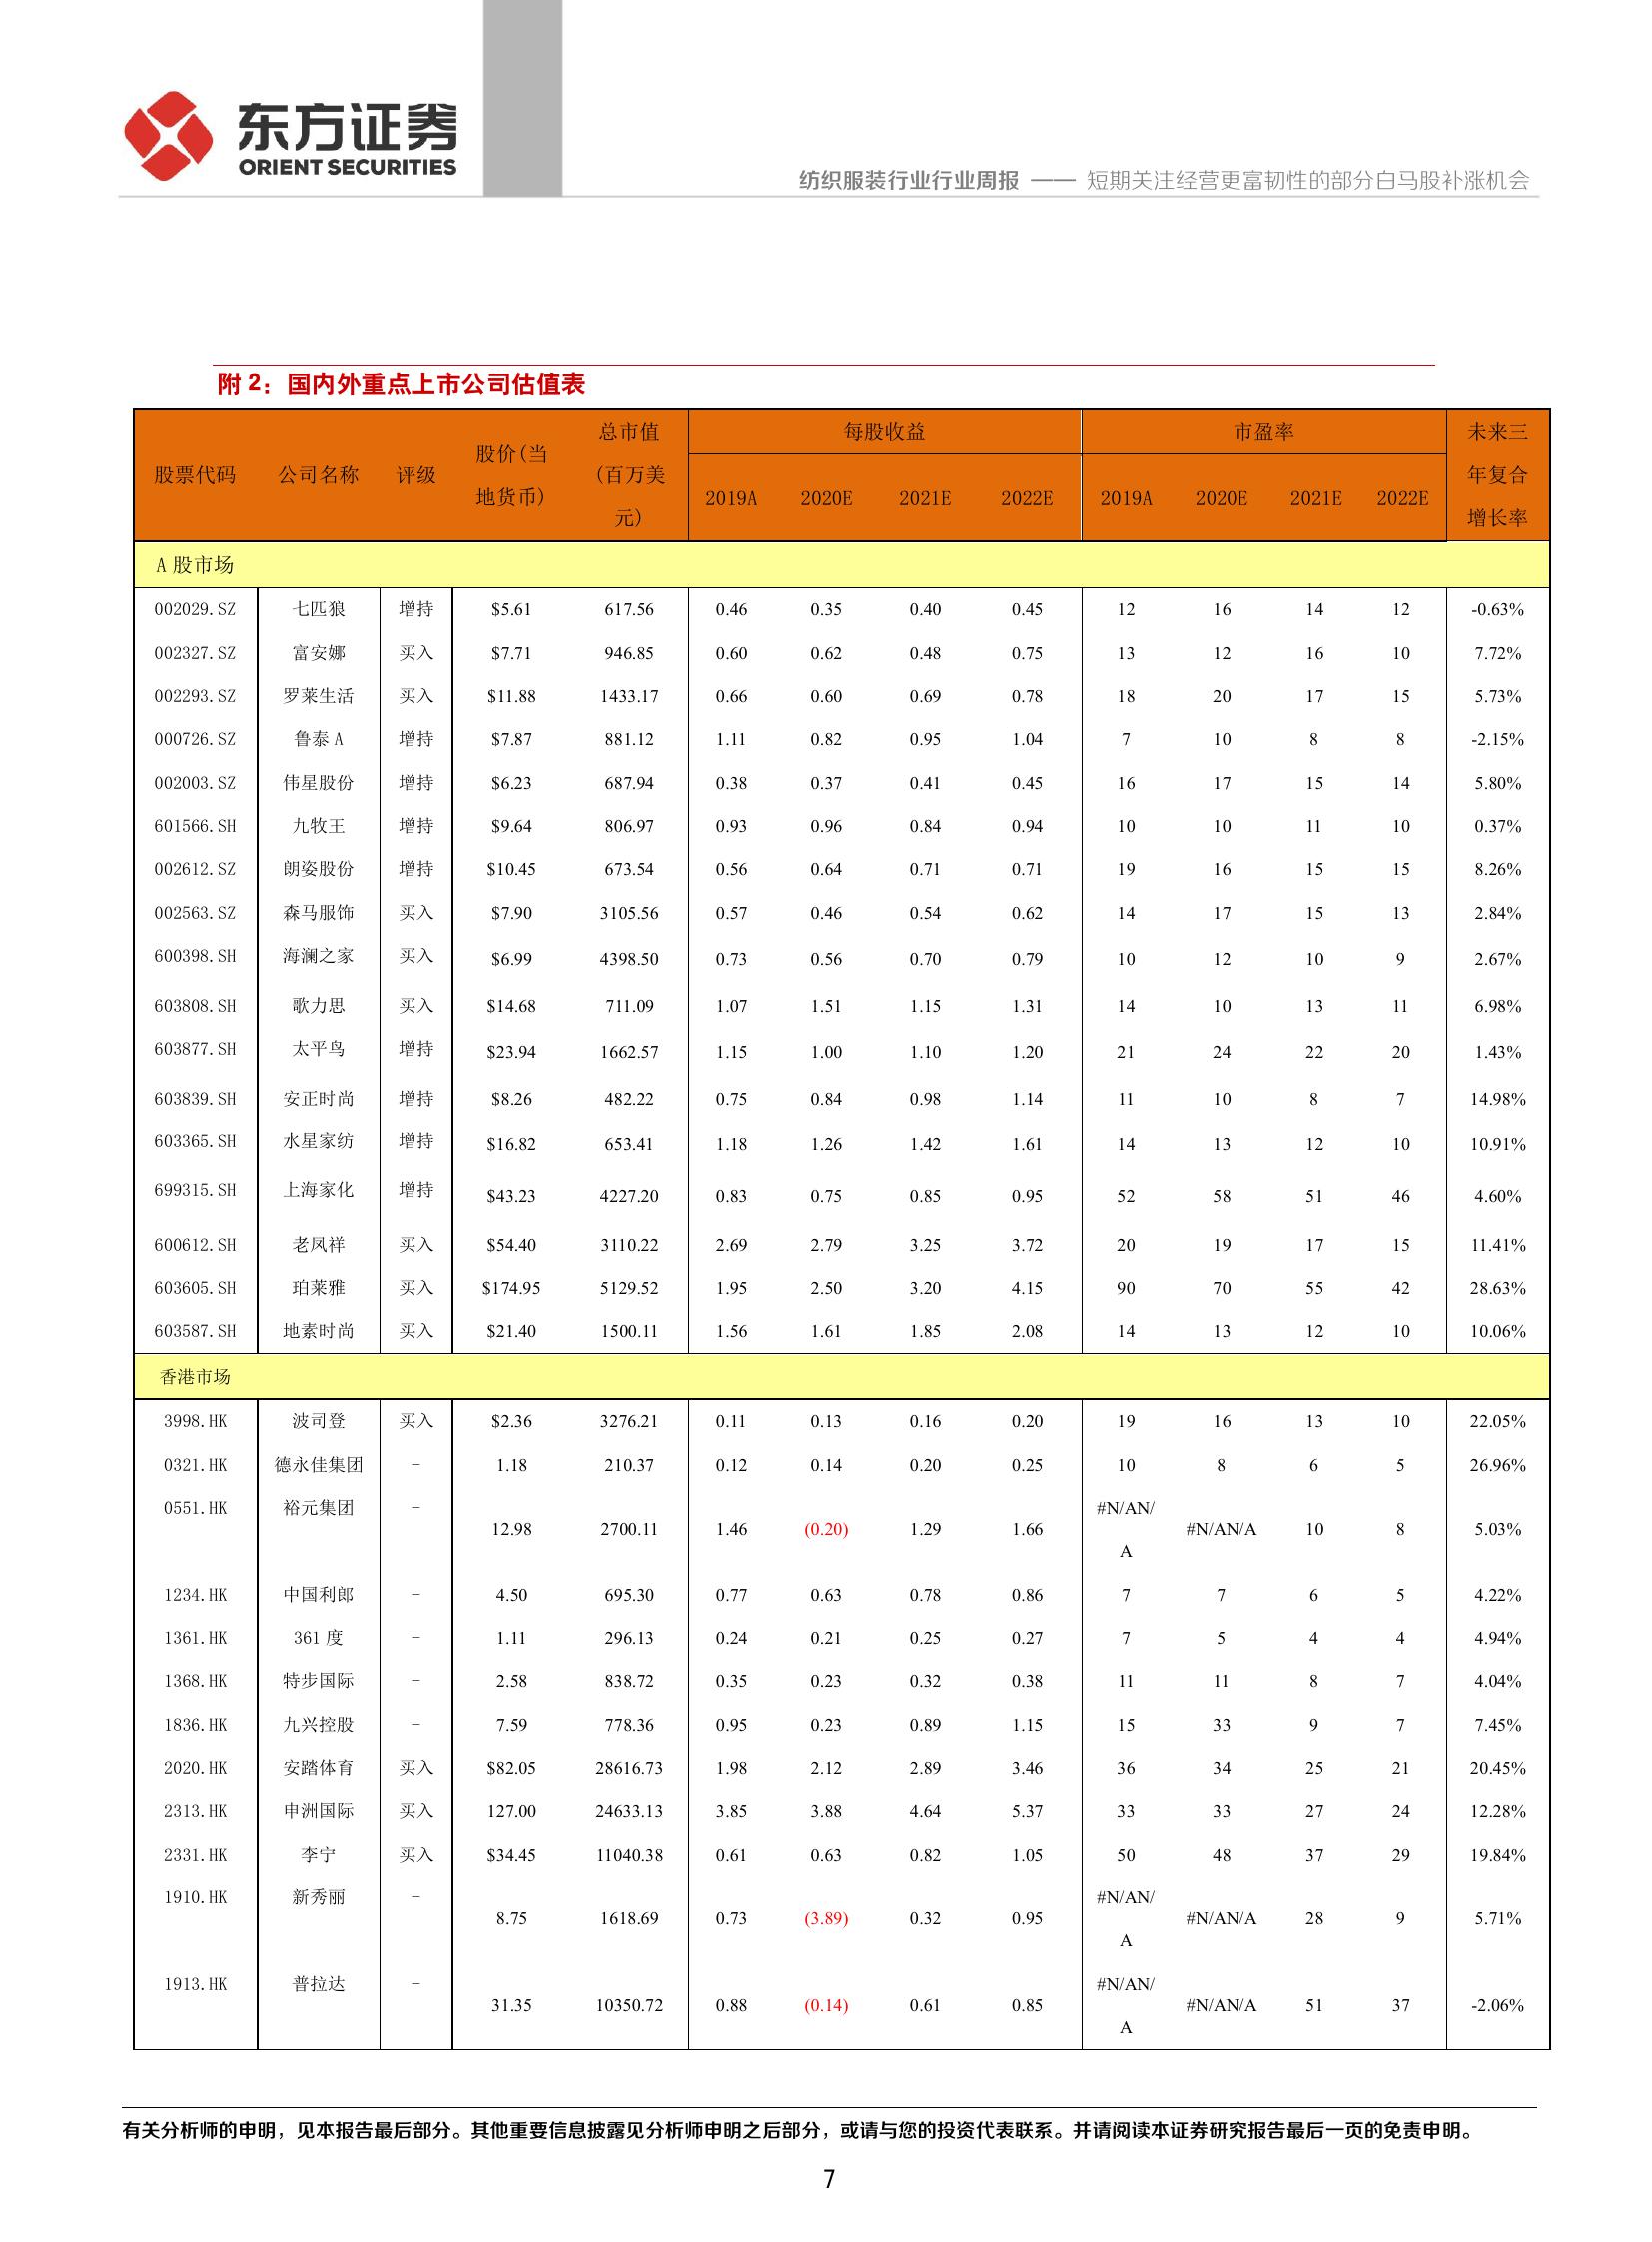 东方证券
ORIENT SECURITIES
纺织服装行业行业周报 —— 短期关注经营更富韧性的部分白马股补涨机会
附 2：国内外重点上市公司估值表
股票代码 公司名称 评级 股价(当地货币) 总市值(百万美元) 每股收益 市盈率 未来三年复合增长率
2019A 2020E 2021E 2022E 2019A 2020E 2021E 2022E
A 股市场
002029.SZ 七匹狼 增持 $5.61 617.56 0.46 0.35 0.40 0.45 12 16 14 12 -0.63%
002327.SZ 富安娜 买入 $7.71 946.85 0.60 0.62 0.48 0.75 13 12 16 10 7.72%
002293.SZ 罗莱生活 买入 $11.88 1433.17 0.66 0.60 0.69 0.78 18 20 17 15 5.73%
000726.SZ 鲁泰 A 增持 $7.87 881.12 1.11 0.82 0.95 1.04 7 10 8 8 -2.15%
002003.SZ 伟星股份 增持 $6.23 687.94 0.38 0.37 0.41 0.45 16 17 15 14 5.80%
601566.SH 九牧王 增持 $9.64 806.97 0.93 0.96 0.84 0.94 10 10 11 10 0.37%
002612.SZ 朗姿股份 增持 $10.45 673.54 0.56 0.64 0.71 0.71 19 16 15 15 8.26%
002563.SZ 森马服饰 买入 $7.90 3105.56 0.57 0.46 0.54 0.62 14 17 15 13 2.84%
600398.SH 海澜之家 买入 $6.99 4398.50 0.73 0.56 0.70 0.79 10 12 10 9 2.67%
603808.SH 歌力思 买入 $14.68 711.09 1.07 1.51 1.15 1.31 14 10 13 11 6.98%
603877.SH 太平鸟 增持 $23.94 1662.57 1.15 1.00 1.10 1.20 21 24 22 20 1.43%
603839.SH 安正时尚 增持 $8.26 482.22 0.75 0.84 0.98 1.14 11 10 8 7 14.98%
603365.SH 水星家纺 增持 $16.82 653.41 1.18 1.26 1.42 1.61 14 13 12 10 10.91%
699315.SH 上海家化 增持 $43.23 4227.20 0.83 0.75 0.85 0.95 52 58 51 46 4.60%
600612.SH 老凤祥 买入 $54.40 3110.22 2.69 2.79 3.25 3.72 20 19 17 15 11.41%
603605.SH 珀莱雅 买入 $174.95 5129.52 1.95 2.50 3.20 4.15 90 70 55 42 28.63%
603587.SH 地素时尚 买入 $21.40 1500.11 1.56 1.61 1.85 2.08 14 13 12 10 10.06%
香港市场
3998.HK 波司登 买入 $2.36 3276.21 0.11 0.13 0.16 0.20 19 16 13 10 22.05%
0321.HK 德永佳集团 - 1.18 210.37 0.12 0.14 0.20 0.25 10 8 6 5 26.96%
0551.HK 裕元集团 - 12.98 2700.11 1.46 (0.20) 1.29 1.66 #N/AN/A #N/AN/A 10 8 5.03%
1234.HK 中国利郎 - 4.50 695.30 0.77 0.63 0.78 0.86 7 7 6 5 4.22%
1361.HK 361 度 - 1.11 296.13 0.24 0.21 0.25 0.27 7 5 4 4 4.94%
1368.HK 特步国际 - 2.58 838.72 0.35 0.23 0.32 0.38 11 11 8 7 4.04%
1836.HK 九兴控股 - 7.59 778.36 0.95 0.23 0.89 1.15 15 33 9 7 7.45%
2020.HK 安踏体育 买入 $82.05 28616.73 1.98 2.12 2.89 3.46 36 34 25 21 20.45%
2313.HK 申洲国际 买入 127.00 24633.13 3.85 3.88 4.64 5.37 33 33 27 24 12.28%
2331.HK 李宁 买入 $34.45 11040.38 0.61 0.63 0.82 1.05 50 48 37 29 19.84%
1910.HK 新秀丽 - 8.75 1618.69 0.73 (3.89) 0.32 0.95 #N/AN/A #N/AN/A 28 9 5.71%
1913.HK 普拉达 - 31.35 10350.72 0.88 (0.14) 0.61 0.85 #N/AN/A #N/AN/A 51 37 -2.06%
有关分析师的申明，见本报告最后部分。其他重要信息披露见分析师申明之后部分，或请与您的投资代表联系。并请阅读本证券研究报告最后一页的免责申明。
7